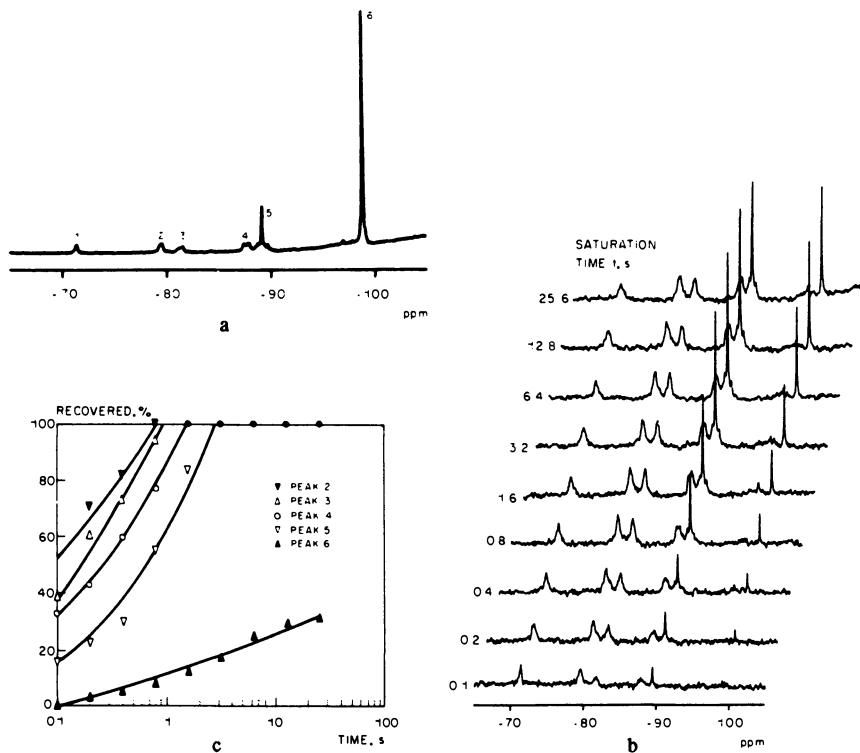 6
5
1
2
3
4
-70
-80
-90
-100
ppm
a
SATURATION
TIME t, s
25 6
12 8
6 4
3 2
1 6
0 8
0 4
0 2
0 1
-70
-80
-90
-100
ppm
b
RECOVERED, %
100
80
60
40
20
0
PEAK 2
PEAK 3
PEAK 4
PEAK 5
PEAK 6
0 1
1
10
100
TIME, s
c